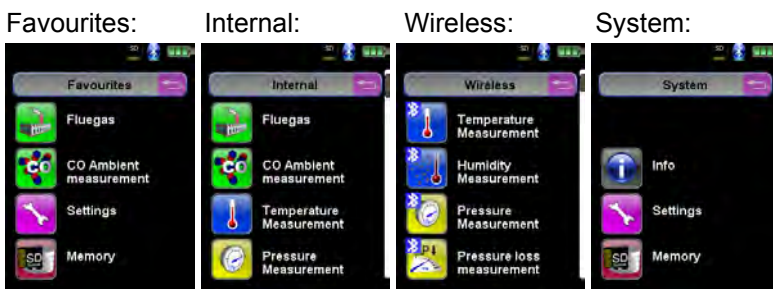 Favourites:
Internal:
Wireless:
System:
SD
Favourites
Fluegas
CO
CO Ambient
measurement
Settings
SD
Memory
SD
Internal
Fluegas
CO
CO Ambient
measurement
Temperature
Measurement
Pressure
Measurement
SD
Wireless
Temperature
Measurement
Humidity
Measurement
Pressure
Measurement
P↓
Pressure loss
measurement
SD
System
Info
Settings
SD
Memory